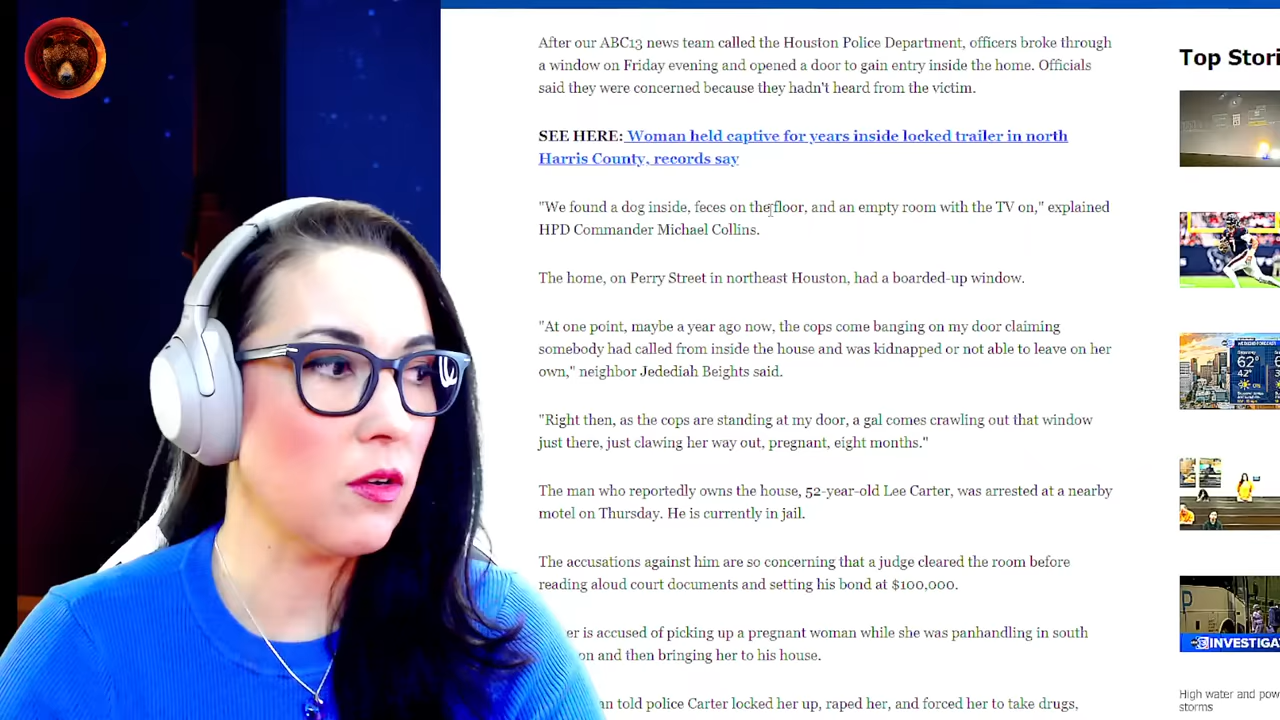 After our ABC13 news team called the Houston Police Department, officers broke through
a window on Friday evening and opened a door to gain entry inside the home. Officials
said they were concerned because they hadn't heard from the victim.
SEE HERE: Woman held captive for years inside locked trailer in north
Harris County, records say
"We found a dog inside, feces on the floor, and an empty room with the TV on," explained
HPD Commander Michael Collins.
The home, on Perry Street in northeast Houston, had a boarded-up window.
"At one point, maybe a year ago now, the cops come banging on my door claiming
somebody had called from inside the house and was kidnapped or not able to leave on her
own," neighbor Jedediah Beights said.
"Right then, as the cops are standing at my door, a gal comes crawling out that window
just there, just clawing her way out, pregnant, eight months."
The man who reportedly owns the house, 52-year-old Lee Carter, was arrested at a nearby
motel on Thursday. He is currently in jail.
The accusations against him are so concerning that a judge cleared the room before
reading aloud court documents and setting his bond at $100,000.
er is accused of picking up a pregnant woman while she was panhandling in south
on and then bringing her to his house.
an told police Carter locked her up, raped her, and forced her to take drugs,
Top Stori
62°
42°
INVESTIGA
High water and pow
storms